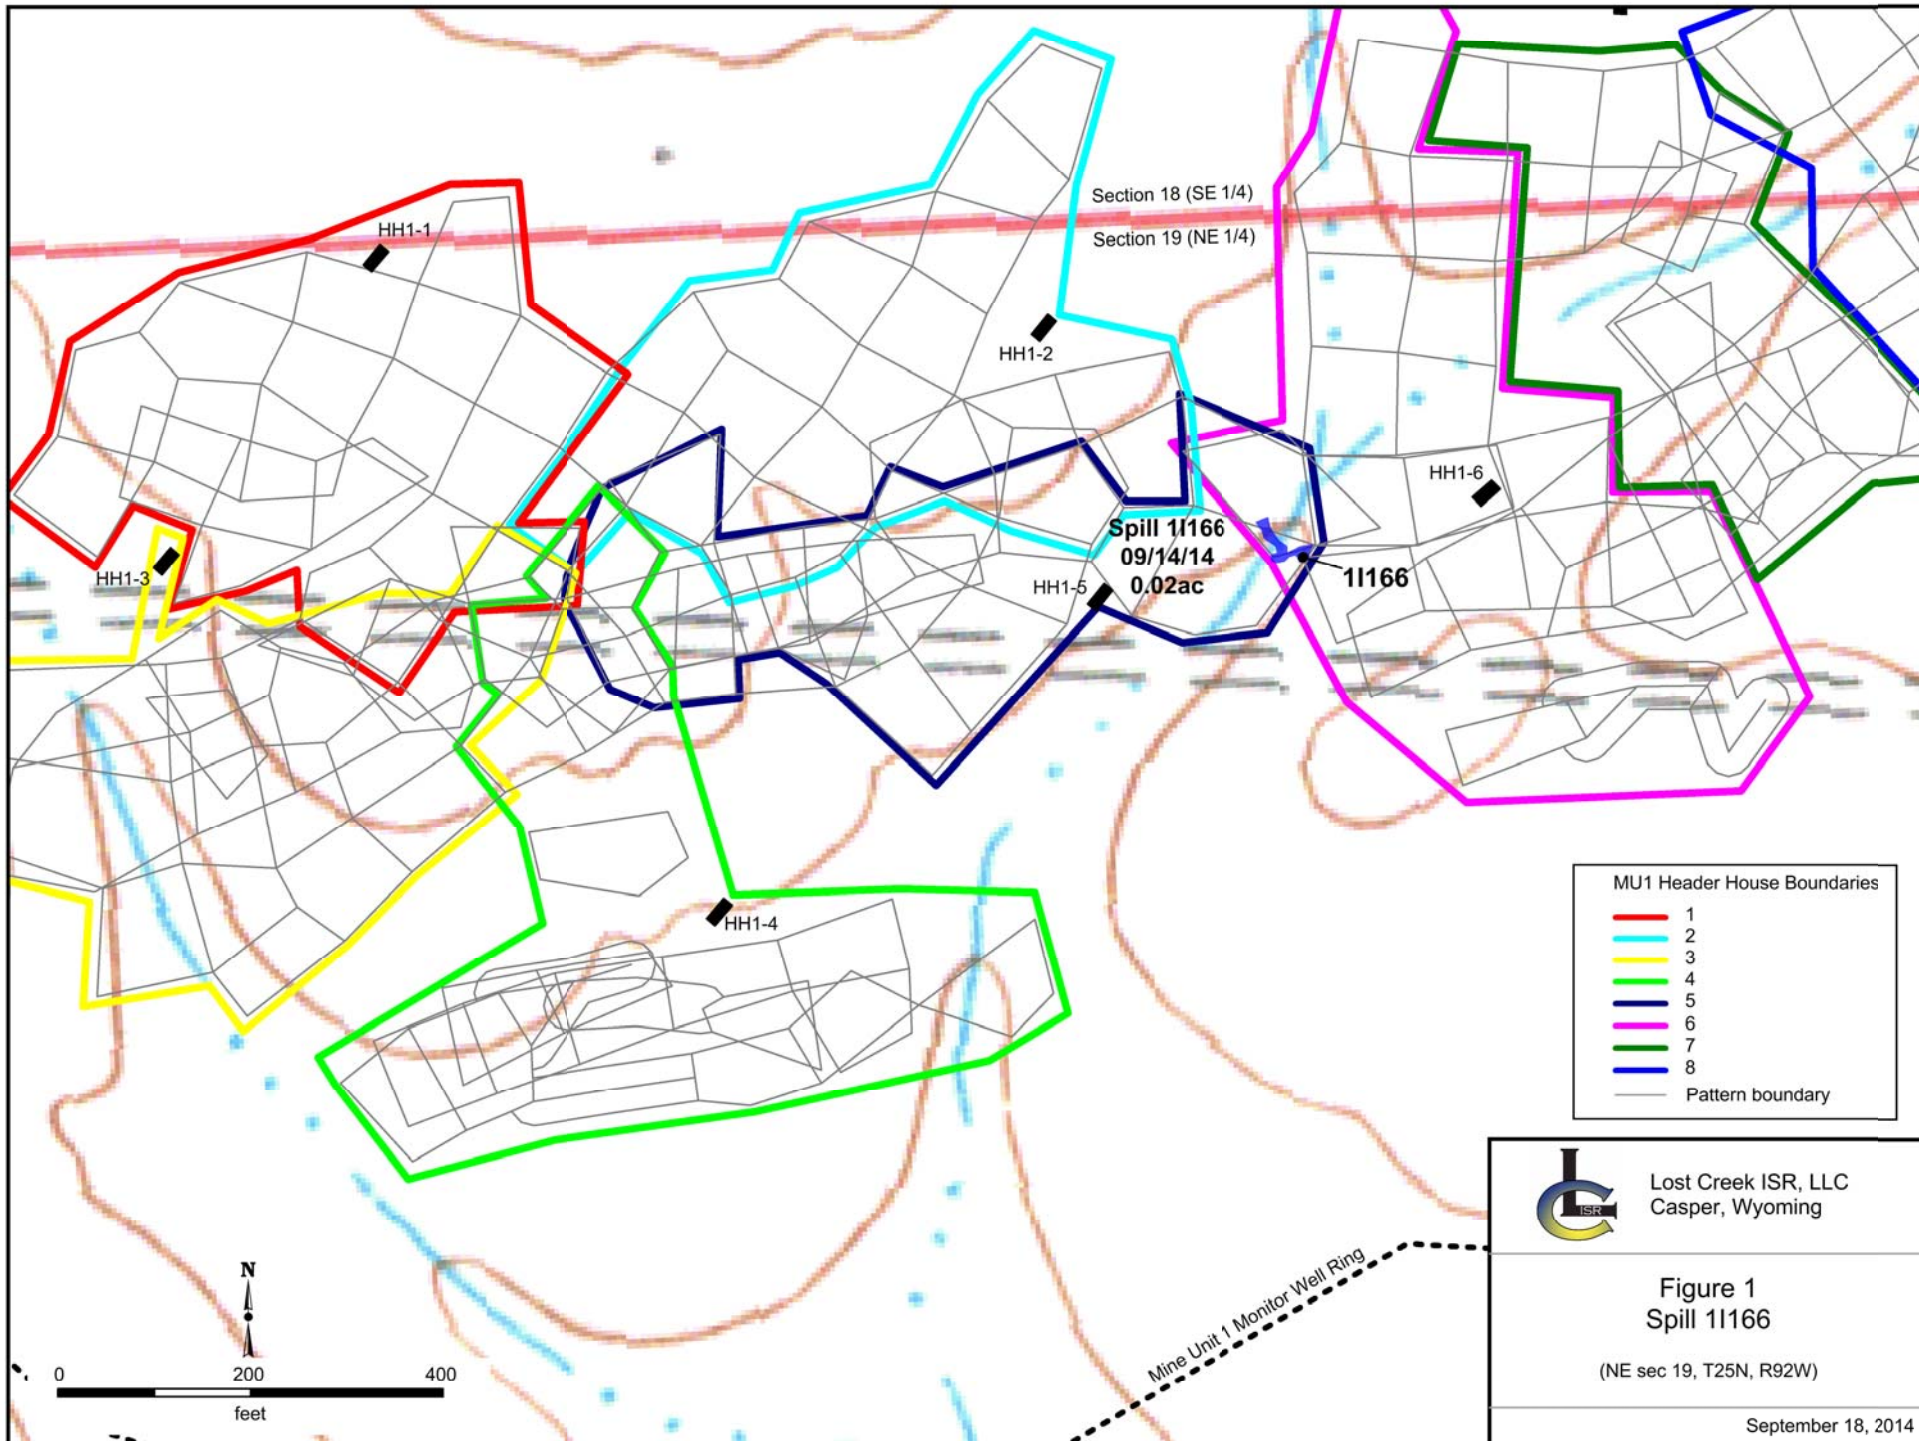 Section 18 (SE 1/4)
Section 19 (NE 1/4)
HH1-1
HH1-2
HH1-6
HH1-3
HH1-5
Spill 1I166
09/14/14
0.02ac
1I166
HH1-4
MU1 Header House Boundaries
1
2
3
4
5
6
7
8
Pattern boundary
Mine Unit 1 Monitor Well Ring
N
0 200 400
feet
ISR
Lost Creek ISR, LLC
Casper, Wyoming
Figure 1
Spill 1I166
(NE sec 19, T25N, R92W)
September 18, 2014